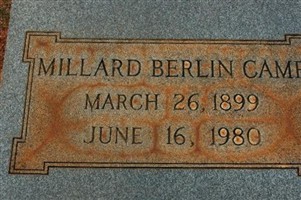 MILLARD BERLIN CAMP
MARCH 26, 1899
JUNE 16, 1980